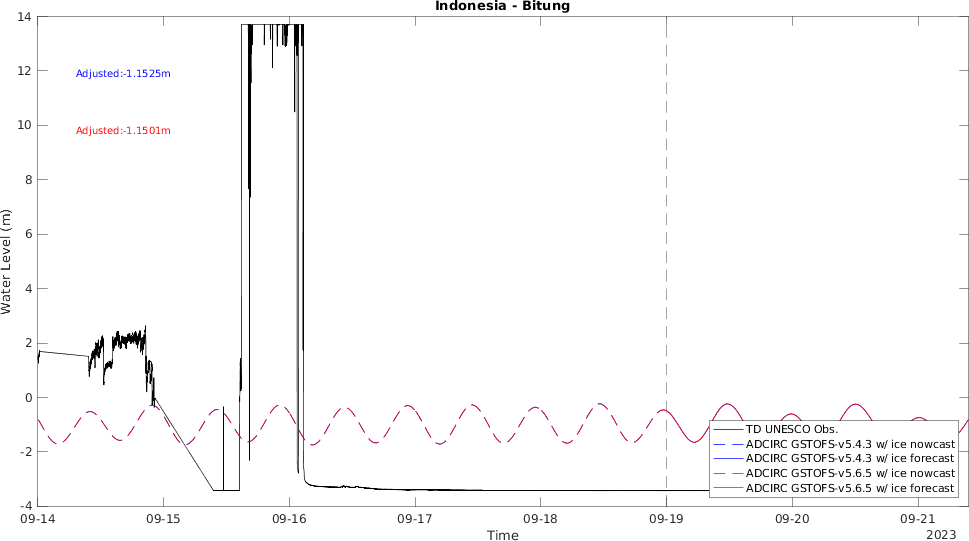 Indonesia - Bitung
14
12
10
8
6
4
2
0
-2
-4
Water Level (m)
Adjusted:-1.1525m
Adjusted:-1.1501m
TD UNESCO Obs.
ADCIRC GSTOFS-v5.4.3 w/ ice nowcast
ADCIRC GSTOFS-v5.4.3 w/ ice forecast
ADCIRC GSTOFS-v5.6.5 w/ ice nowcast
ADCIRC GSTOFS-v5.6.5 w/ ice forecast
09-14 09-15 09-16 09-17 09-18 09-19 09-20 09-21
Time
2023